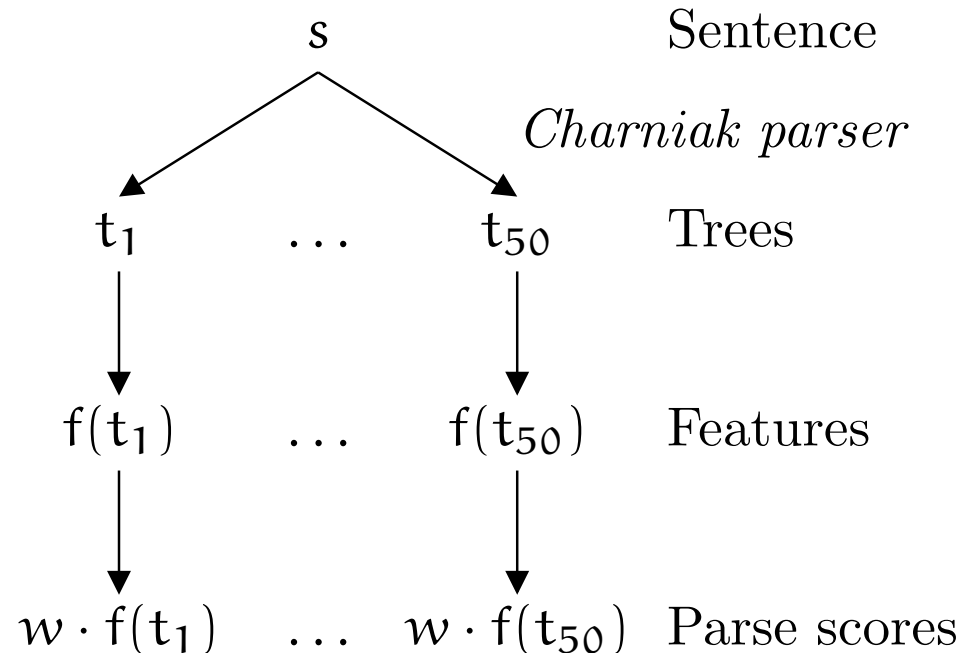 s Sentence
Charniak parser
t₁ ... t₅₀ Trees
f(t₁) ... f(t₅₀) Features
w · f(t₁) ... w · f(t₅₀) Parse scores